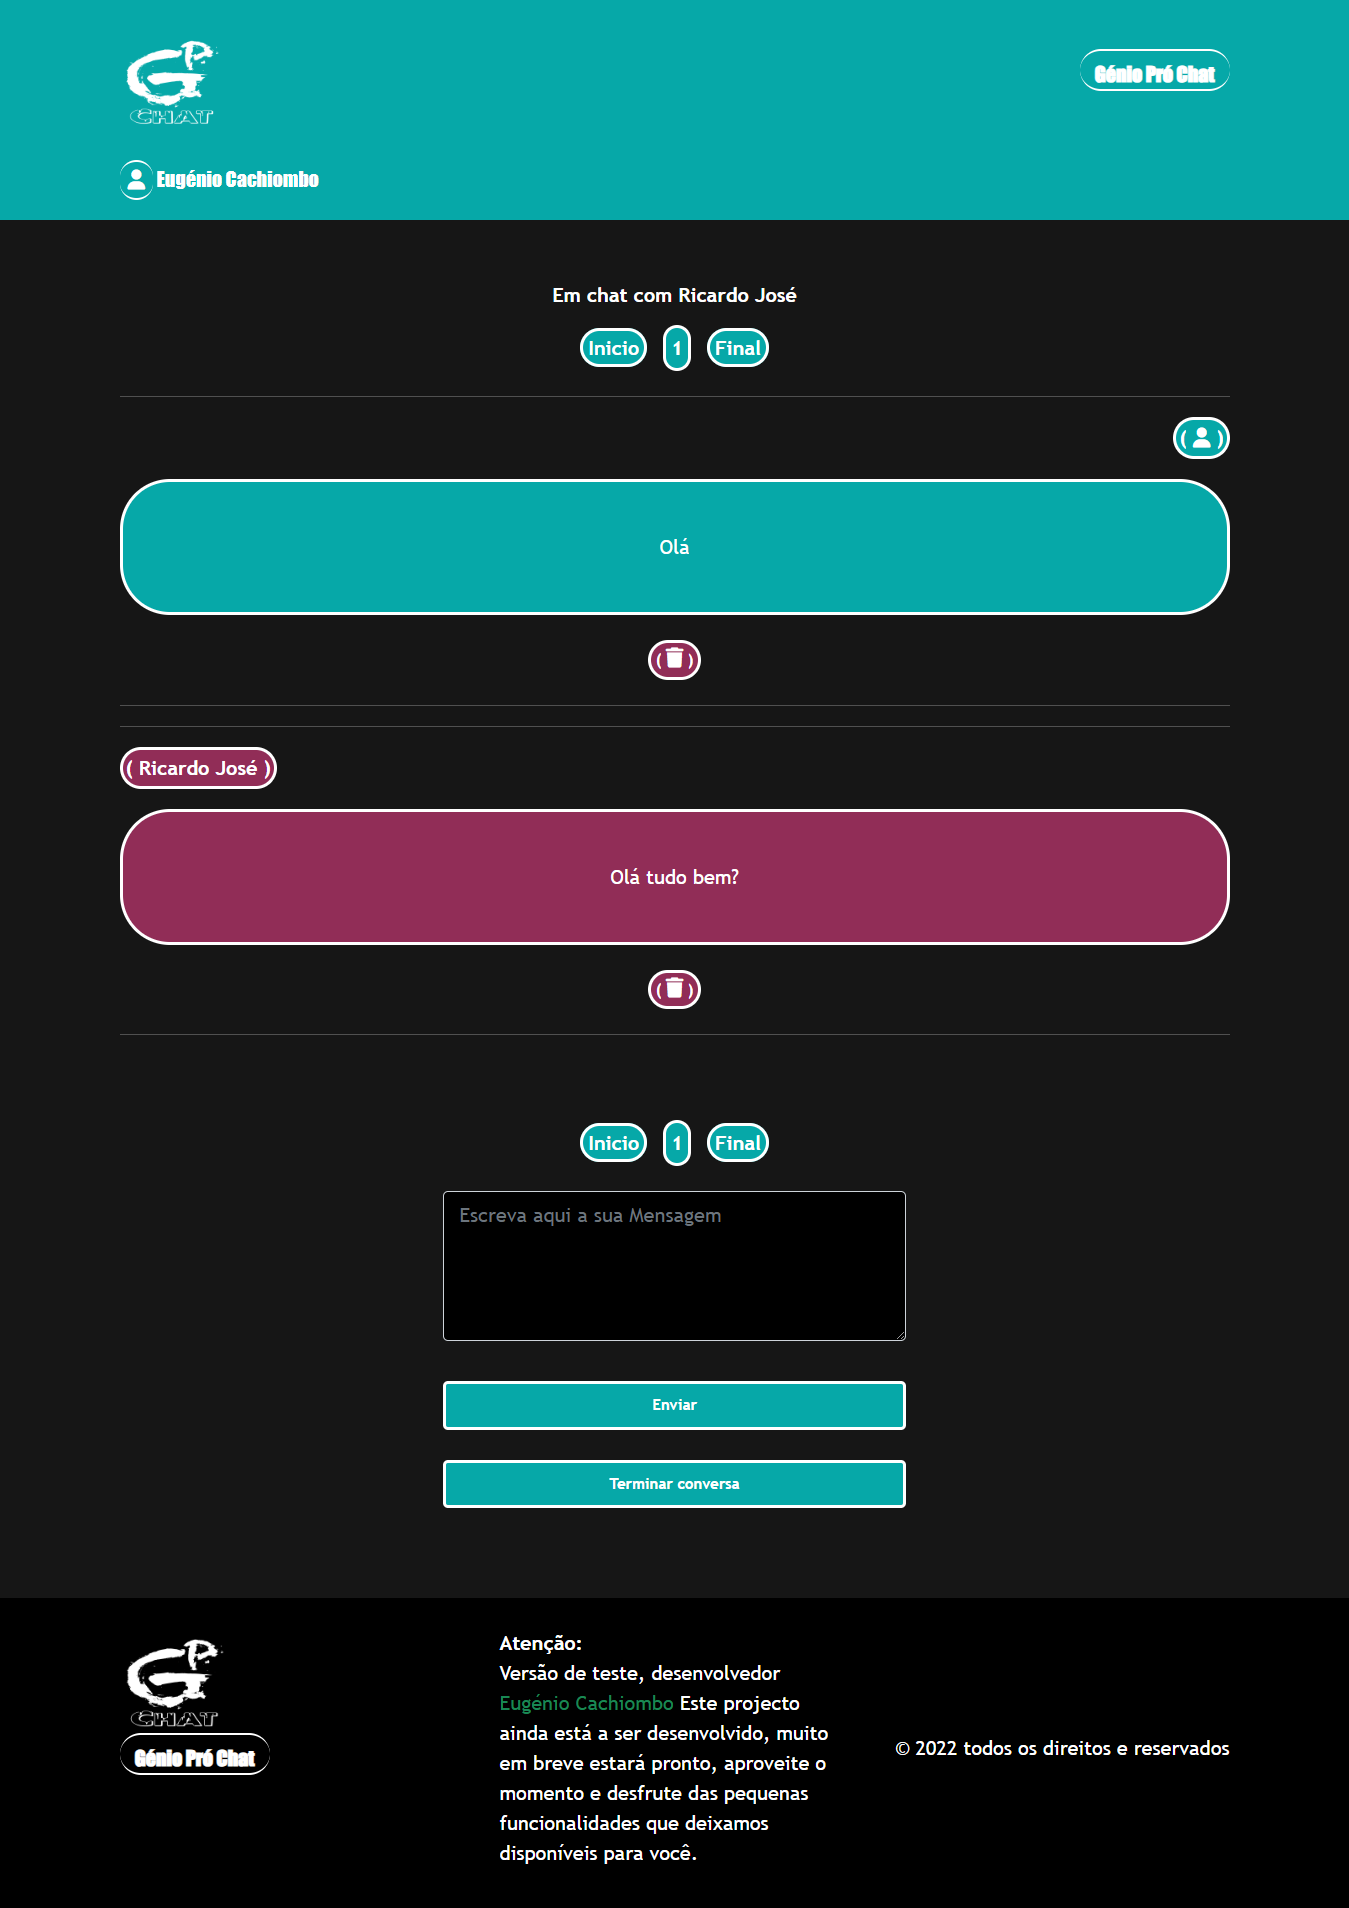 GP
CHAT
Génio Pró Chat
Eugénio Cachiombo
Em chat com Ricardo José
Inicio 1 Final
( )
Olá
( )
( Ricardo José )
Olá tudo bem?
( )
Inicio 1 Final
Escreva aqui a sua Mensagem
Enviar
Terminar conversa
GP
CHAT
Génio Pró Chat
Atenção:
Versão de teste, desenvolvedor
Eugénio Cachiombo Este projecto
ainda está a ser desenvolvido, muito
em breve estará pronto, aproveite o
momento e desfrute das pequenas
funcionalidades que deixamos
disponíveis para você.
© 2022 todos os direitos e reservados